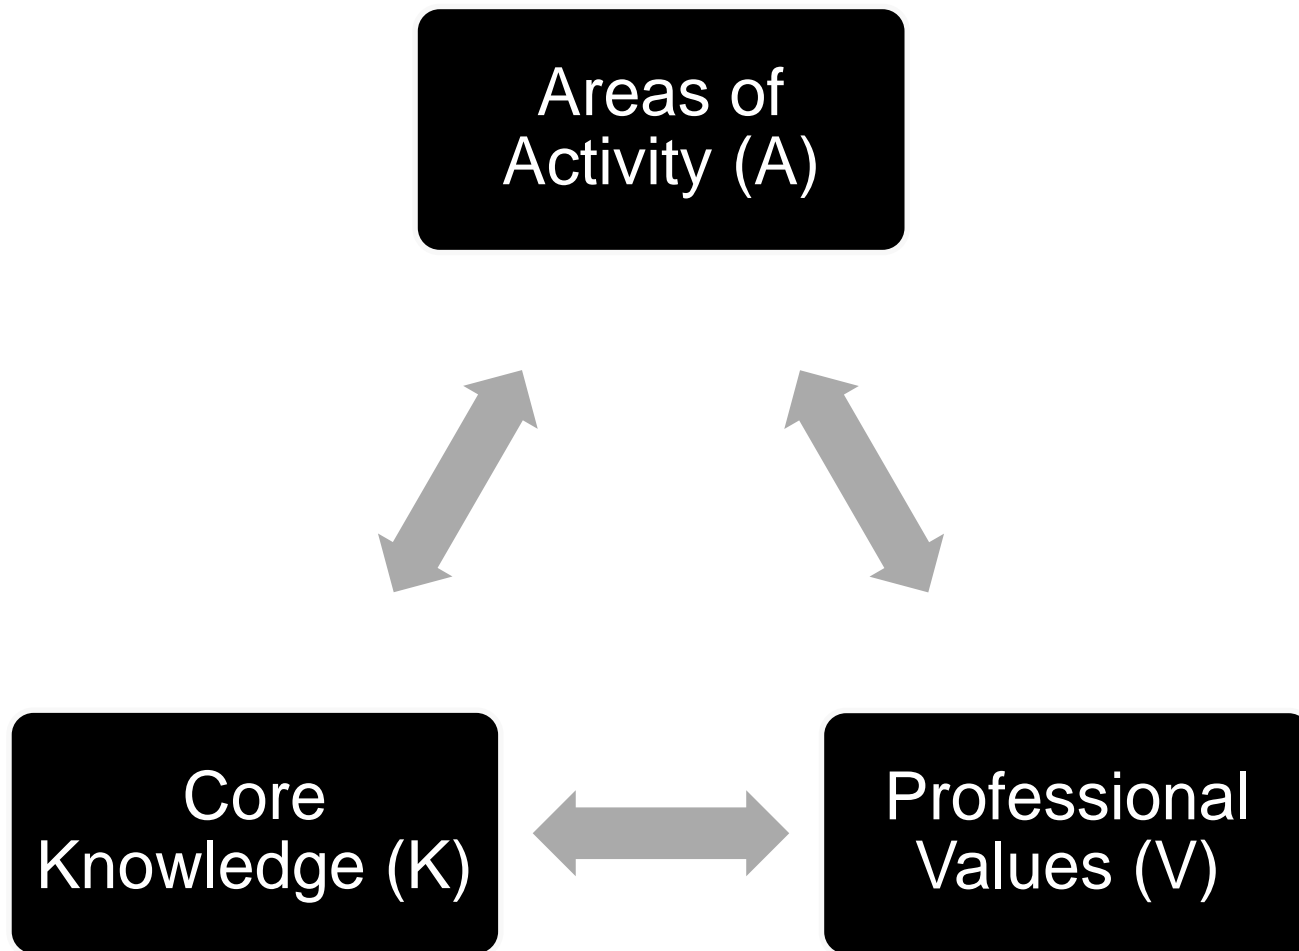 Areas of
Activity (A)
Core
Knowledge (K)
Professional
Values (V)